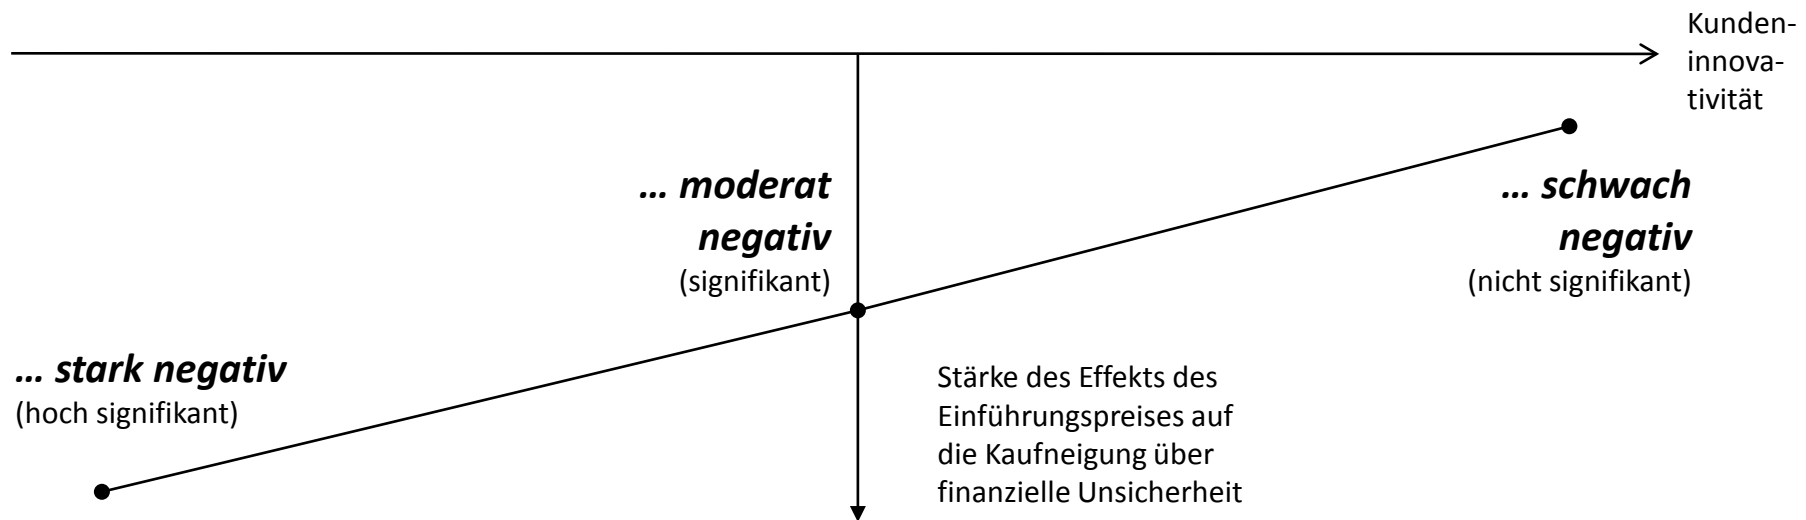 Kunden-
innova-
tivität
… moderat
negativ
(signifikant)
… schwach
negativ
(nicht signifikant)
… stark negativ
(hoch signifikant)
Stärke des Effekts des
Einführungspreises auf
die Kaufneigung über
finanzielle Unsicherheit